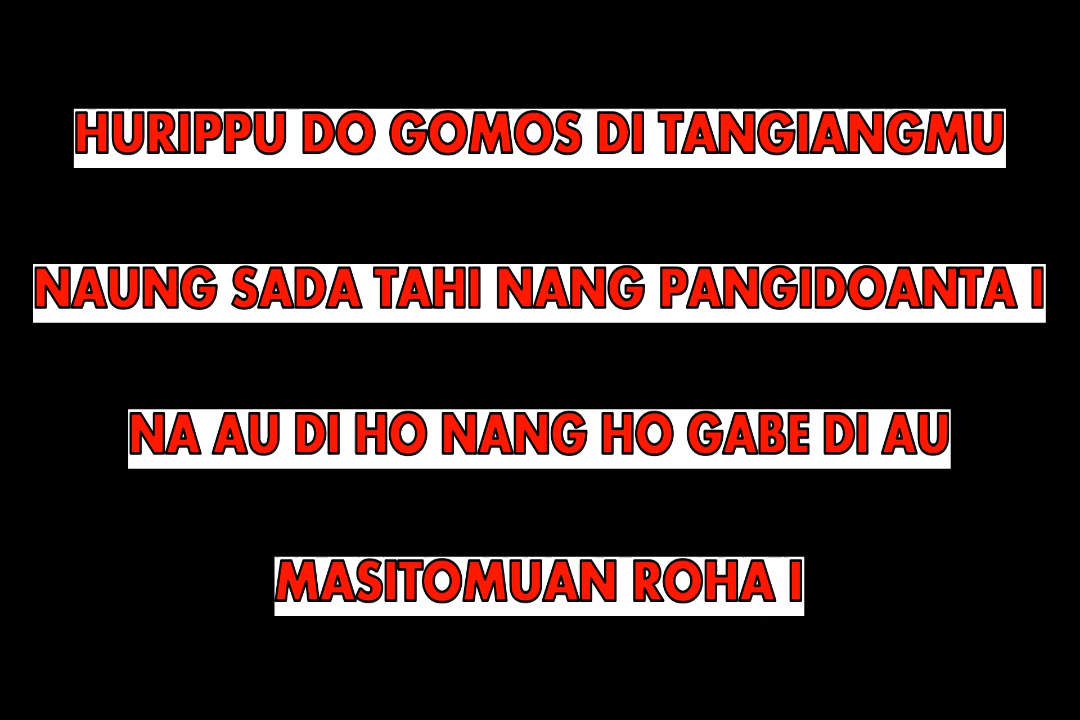 HURIPPU DO GOMOS DI TANGIANGMU
NAUNG SADA TAHI NANG PANGIDOANTA I
NA AU DI HO NANG HO GABE DI AU
MASITOMUAN ROHA I